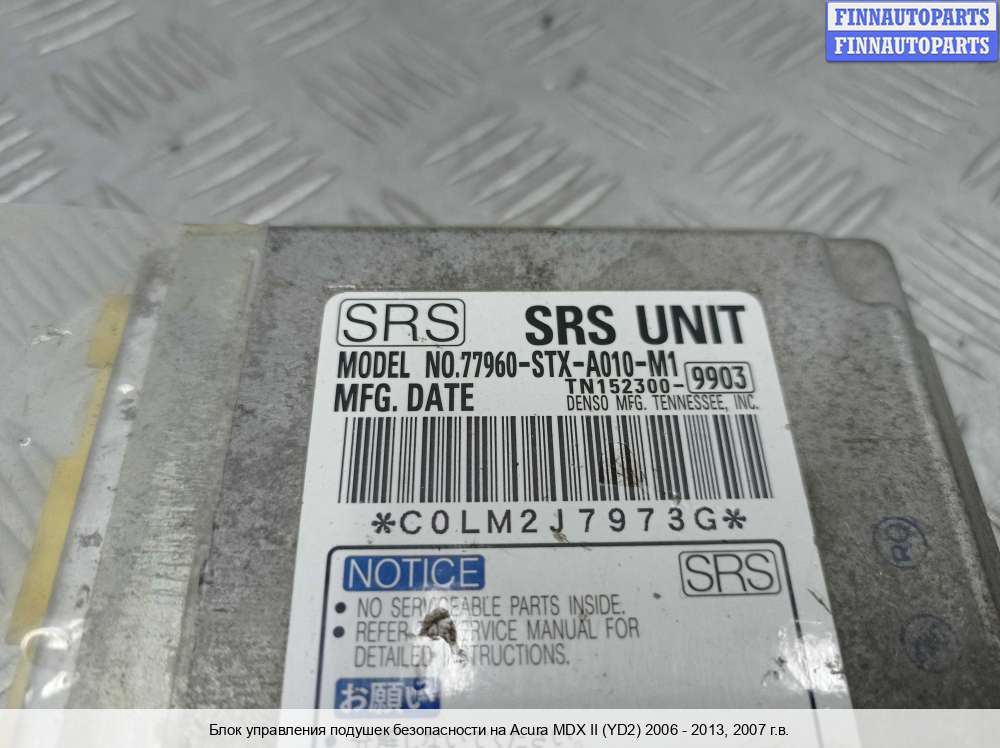 FINNAUTOPARTS
FINNAUTOPARTS
SRS SRS UNIT
MODEL NO.77960-STX-A010-M1
TN152300-9903
MFG. DATE
DENSO MFG. TENNESSEE, INC.
*C0LM2J7973G*
NOTICE SRS
• NO SERVICEABLE PARTS INSIDE.
• REFER SERVICE MANUAL FOR
DETAILED INSTRUCTIONS.
お願い
RC
Блок управления подушек безопасности на Acura MDX II (YD2) 2006 - 2013, 2007 г.в.